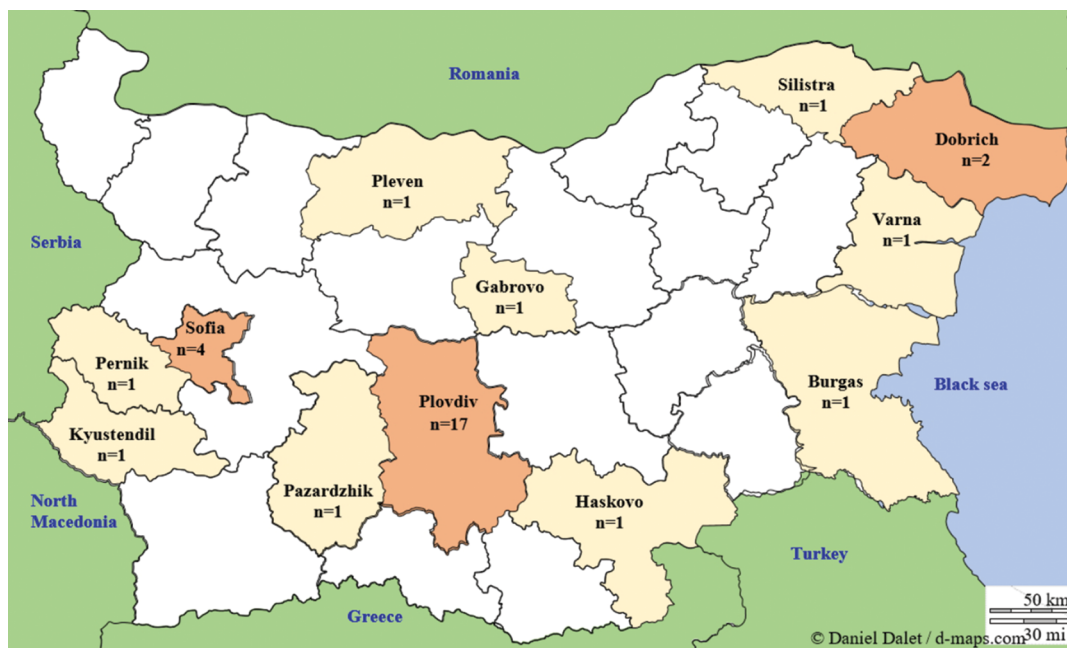 Romania
Silistra
n=1
Dobrich
n=2
Pleven
n=1
Varna
n=1
Serbia
Gabrovo
n=1
Sofia
n=4
Pernik
n=1
Burgas
n=1
Black sea
Plovdiv
n=17
Kyustendil
n=1
Pazardzhik
n=1
Haskovo
n=1
North
Macedonia
Turkey
Greece
50 km
30 mi
© Daniel Dalet / d-maps.com